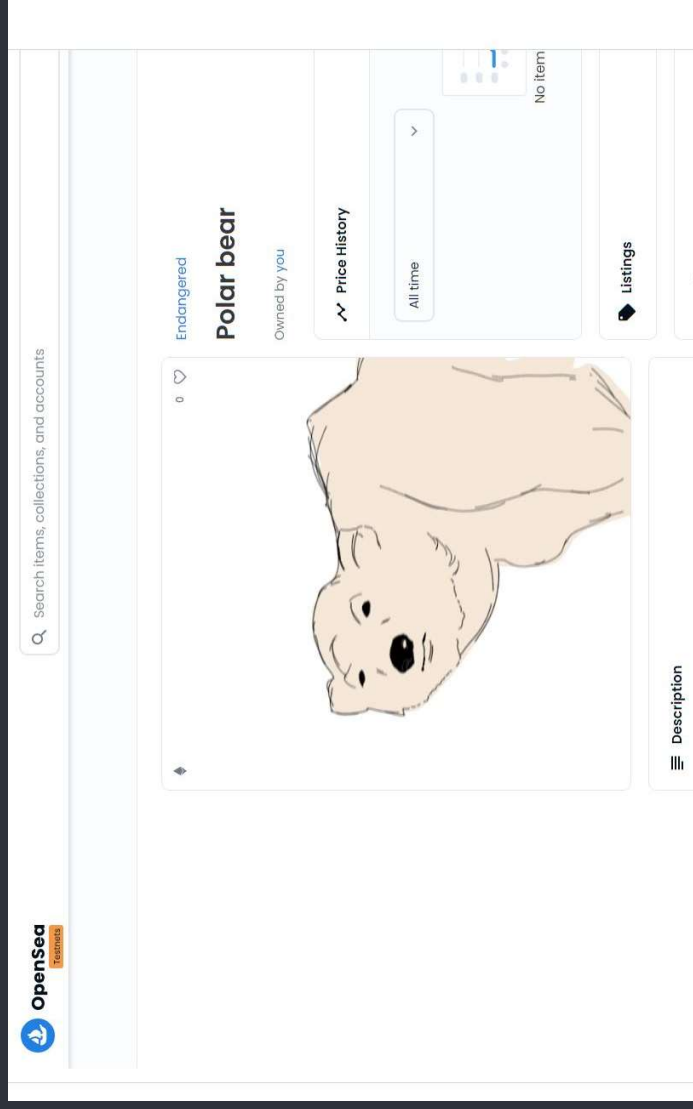 OpenSea
Testnets
Search items, collections, and accounts
0
Endangered
Polar bear
Owned by you
Price History
All time
No item
Listings
Description